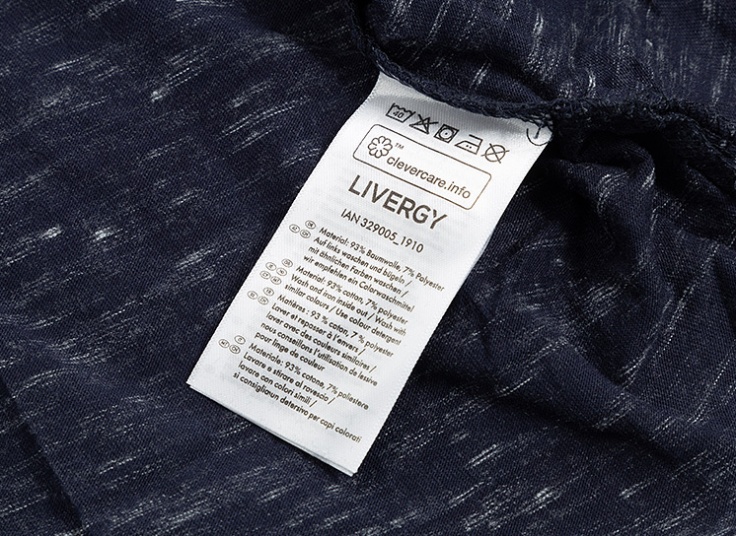 40
clevercare.info
LIVERGY
IAN 329005_1910
Material: 93% Baumwolle, 7% Polyester
Auf links waschen und bügeln /
mit ähnlichen Farben waschen /
wir empfehlen ein Colorwaschmittel
Material: 93% cotton, 7% polyester
Wash and iron inside out / Wash with
similar colours / Use colour detergent
Matières : 93 % coton, 7 % polyester
Laver et repasser à l'envers /
laver avec des couleurs similaires /
nous conseillons l'utilisation de lessive
pour linge de couleur
Materiale: 93% cotone, 7% poliestere
Lavare e stirare al rovescio /
lavare con colori simili /
si consiglia un detersivo per capi colorati